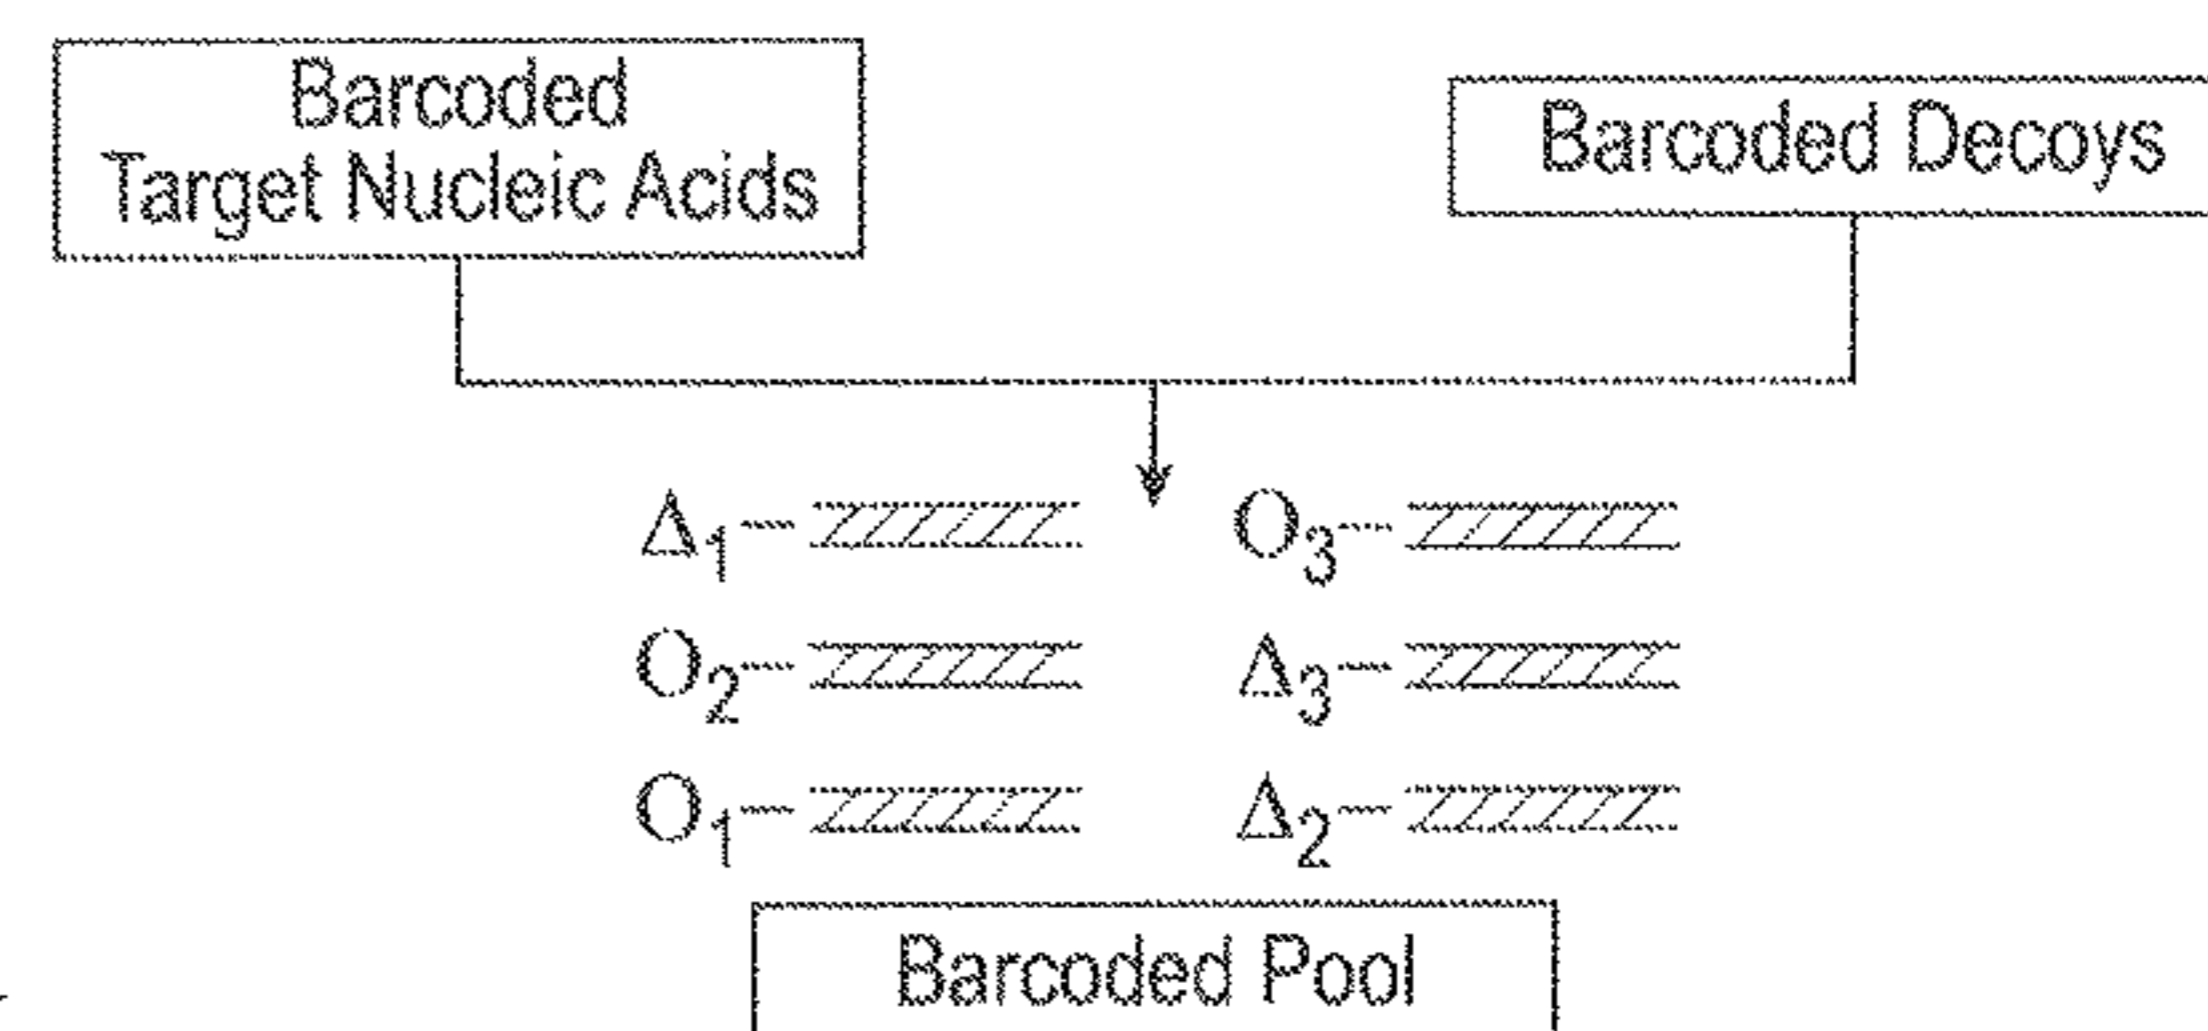 Barcoded
Target Nucleic Acids
Barcoded Decoys
Δ1 O3
O2 Δ3
O1 Δ2
Barcoded Pool